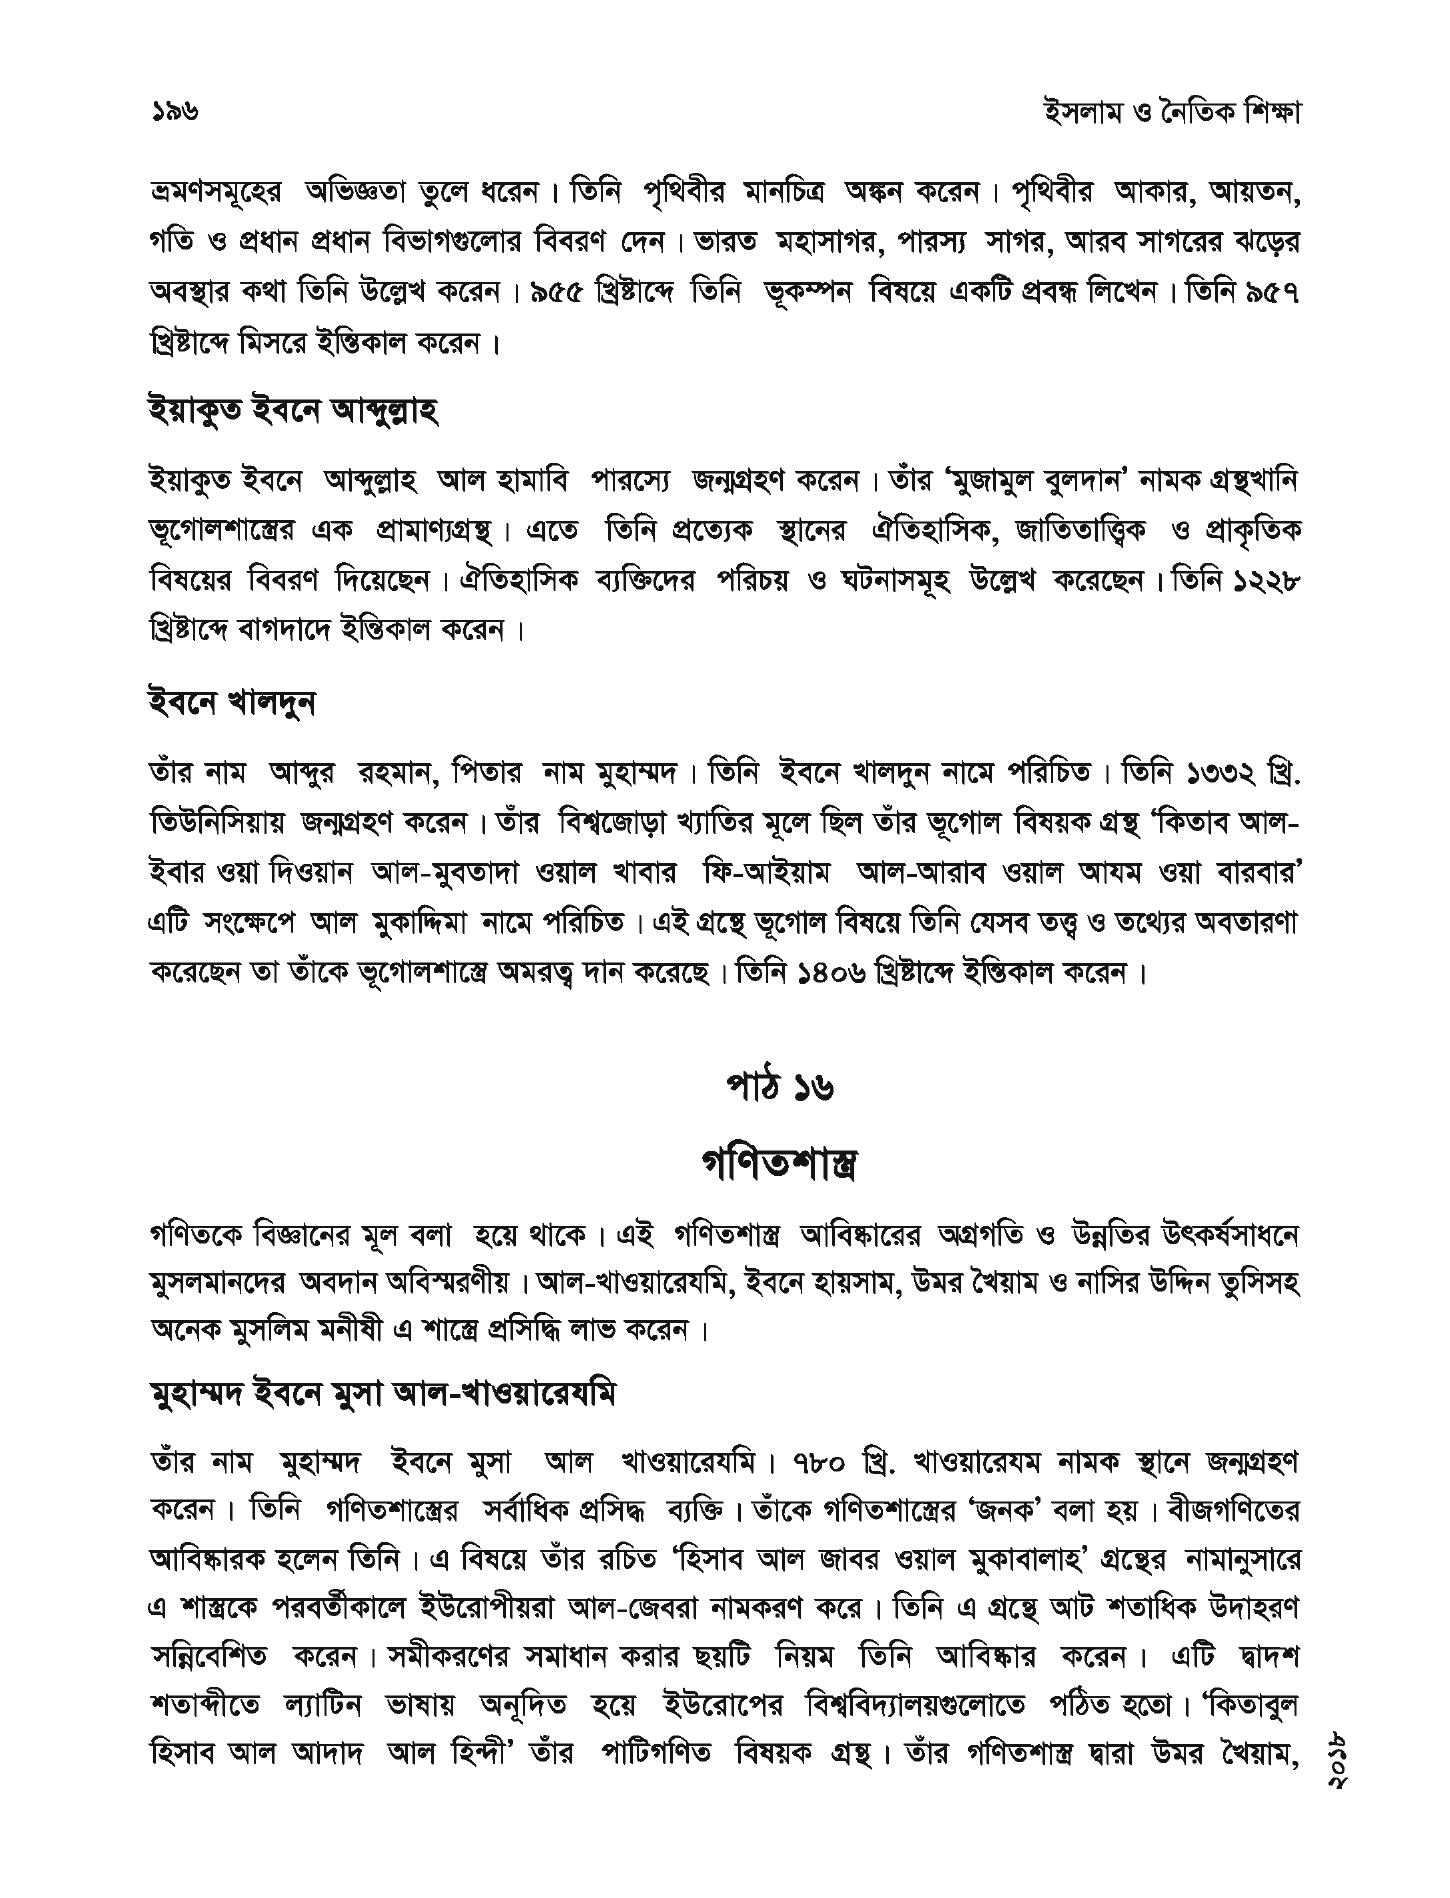 ১৯৬
ইসলাম ও নৈতিক শিক্ষা
ভ্রমণসমূহের অভিজ্ঞতা তুলে ধরেন। তিনি পৃথিবীর মানচিত্র অঙ্কন করেন। পৃথিবীর আকার, আয়তন,
গতি ও প্রধান প্রধান বিভাগগুলোর বিবরণ দেন। ভারত মহাসাগর, পারস্য সাগর, আরব সাগরের ঝড়ের
অবস্থার কথা তিনি উল্লেখ করেন। ৯৫৫ খ্রিষ্টাব্দে তিনি ভূকম্পন বিষয়ে একটি প্রবন্ধ লিখেন। তিনি ৯৫৭
খ্রিষ্টাব্দে মিসরে ইন্তিকাল করেন।
ইয়াকুত ইবনে আব্দুল্লাহ
ইয়াকুত ইবনে আব্দুল্লাহ আল হামাবি পারস্যে জন্মগ্রহণ করেন। তাঁর ‘মুজামুল বুলদান’ নামক গ্রন্থখানি
ভূগোলশাস্ত্রের এক প্রামাণ্যগ্রন্থ। এতে তিনি প্রত্যেক স্থানের ঐতিহাসিক, জাতিতাত্ত্বিক ও প্রাকৃতিক
বিষয়ের বিবরণ দিয়েছেন। ঐতিহাসিক ব্যক্তিদের পরিচয় ও ঘটনাসমূহ উল্লেখ করেছেন। তিনি ১২২৮
খ্রিষ্টাব্দে বাগদাদে ইন্তিকাল করেন।
ইবনে খালদুন
তাঁর নাম আব্দুর রহমান, পিতার নাম মুহাম্মদ। তিনি ইবনে খালদুন নামে পরিচিত। তিনি ১৩৩২ খ্রি.
তিউনিসিয়ায় জন্মগ্রহণ করেন। তাঁর বিশ্বজোড়া খ্যাতির মূলে ছিল তাঁর ভূগোল বিষয়ক গ্রন্থ ‘কিতাব আল-
ইবার ওয়া দিওয়ান আল-মুবতাদা ওয়াল খাবার ফি-আইয়াম আল-আরাব ওয়াল আযম ওয়া বারবার’
এটি সংক্ষেপে আল মুকাদ্দিমা নামে পরিচিত। এই গ্রন্থে ভূগোল বিষয়ে তিনি যেসব তত্ত্ব ও তথ্যের অবতারণা
করেছেন তা তাঁকে ভূগোলশাস্ত্রে অমরত্ব দান করেছে। তিনি ১৪০৬ খ্রিষ্টাব্দে ইন্তিকাল করেন।
পাঠ ১৬
গণিতশাস্ত্র
গণিতকে বিজ্ঞানের মূল বলা হয়ে থাকে। এই গণিতশাস্ত্র আবিষ্কারের অগ্রগতি ও উন্নতির উৎকর্ষসাধনে
মুসলমানদের অবদান অবিস্মরণীয়। আল-খাওয়ারেযমি, ইবনে হায়সাম, উমর খৈয়াম ও নাসির উদ্দিন তুসিসহ
অনেক মুসলিম মনীষী এ শাস্ত্রে প্রসিদ্ধি লাভ করেন।
মুহাম্মদ ইবনে মুসা আল-খাওয়ারেযমি
তাঁর নাম মুহাম্মদ ইবনে মুসা আল খাওয়ারেযমি। ৭৮০ খ্রি. খাওয়ারেযম নামক স্থানে জন্মগ্রহণ
করেন। তিনি গণিতশাস্ত্রের সর্বাধিক প্রসিদ্ধ ব্যক্তি। তাঁকে গণিতশাস্ত্রের ‘জনক’ বলা হয়। বীজগণিতের
আবিষ্কারক হলেন তিনি। এ বিষয়ে তাঁর রচিত ‘হিসাব আল জাবর ওয়াল মুকাবালাহ’ গ্রন্থের নামানুসারে
এ শাস্ত্রকে পরবর্তীকালে ইউরোপীয়রা আল-জেবরা নামকরণ করে। তিনি এ গ্রন্থে আট শতাধিক উদাহরণ
সন্নিবেশিত করেন। সমীকরণের সমাধান করার ছয়টি নিয়ম তিনি আবিষ্কার করেন। এটি দ্বাদশ
শতাব্দীতে ল্যাটিন ভাষায় অনূদিত হয়ে ইউরোপের বিশ্ববিদ্যালয়গুলোতে পঠিত হতো। ‘কিতাবুল
হিসাব আল আদাদ আল হিন্দী’ তাঁর পাটিগণিত বিষয়ক গ্রন্থ। তাঁর গণিতশাস্ত্র দ্বারা উমর খৈয়াম,
২০১৮